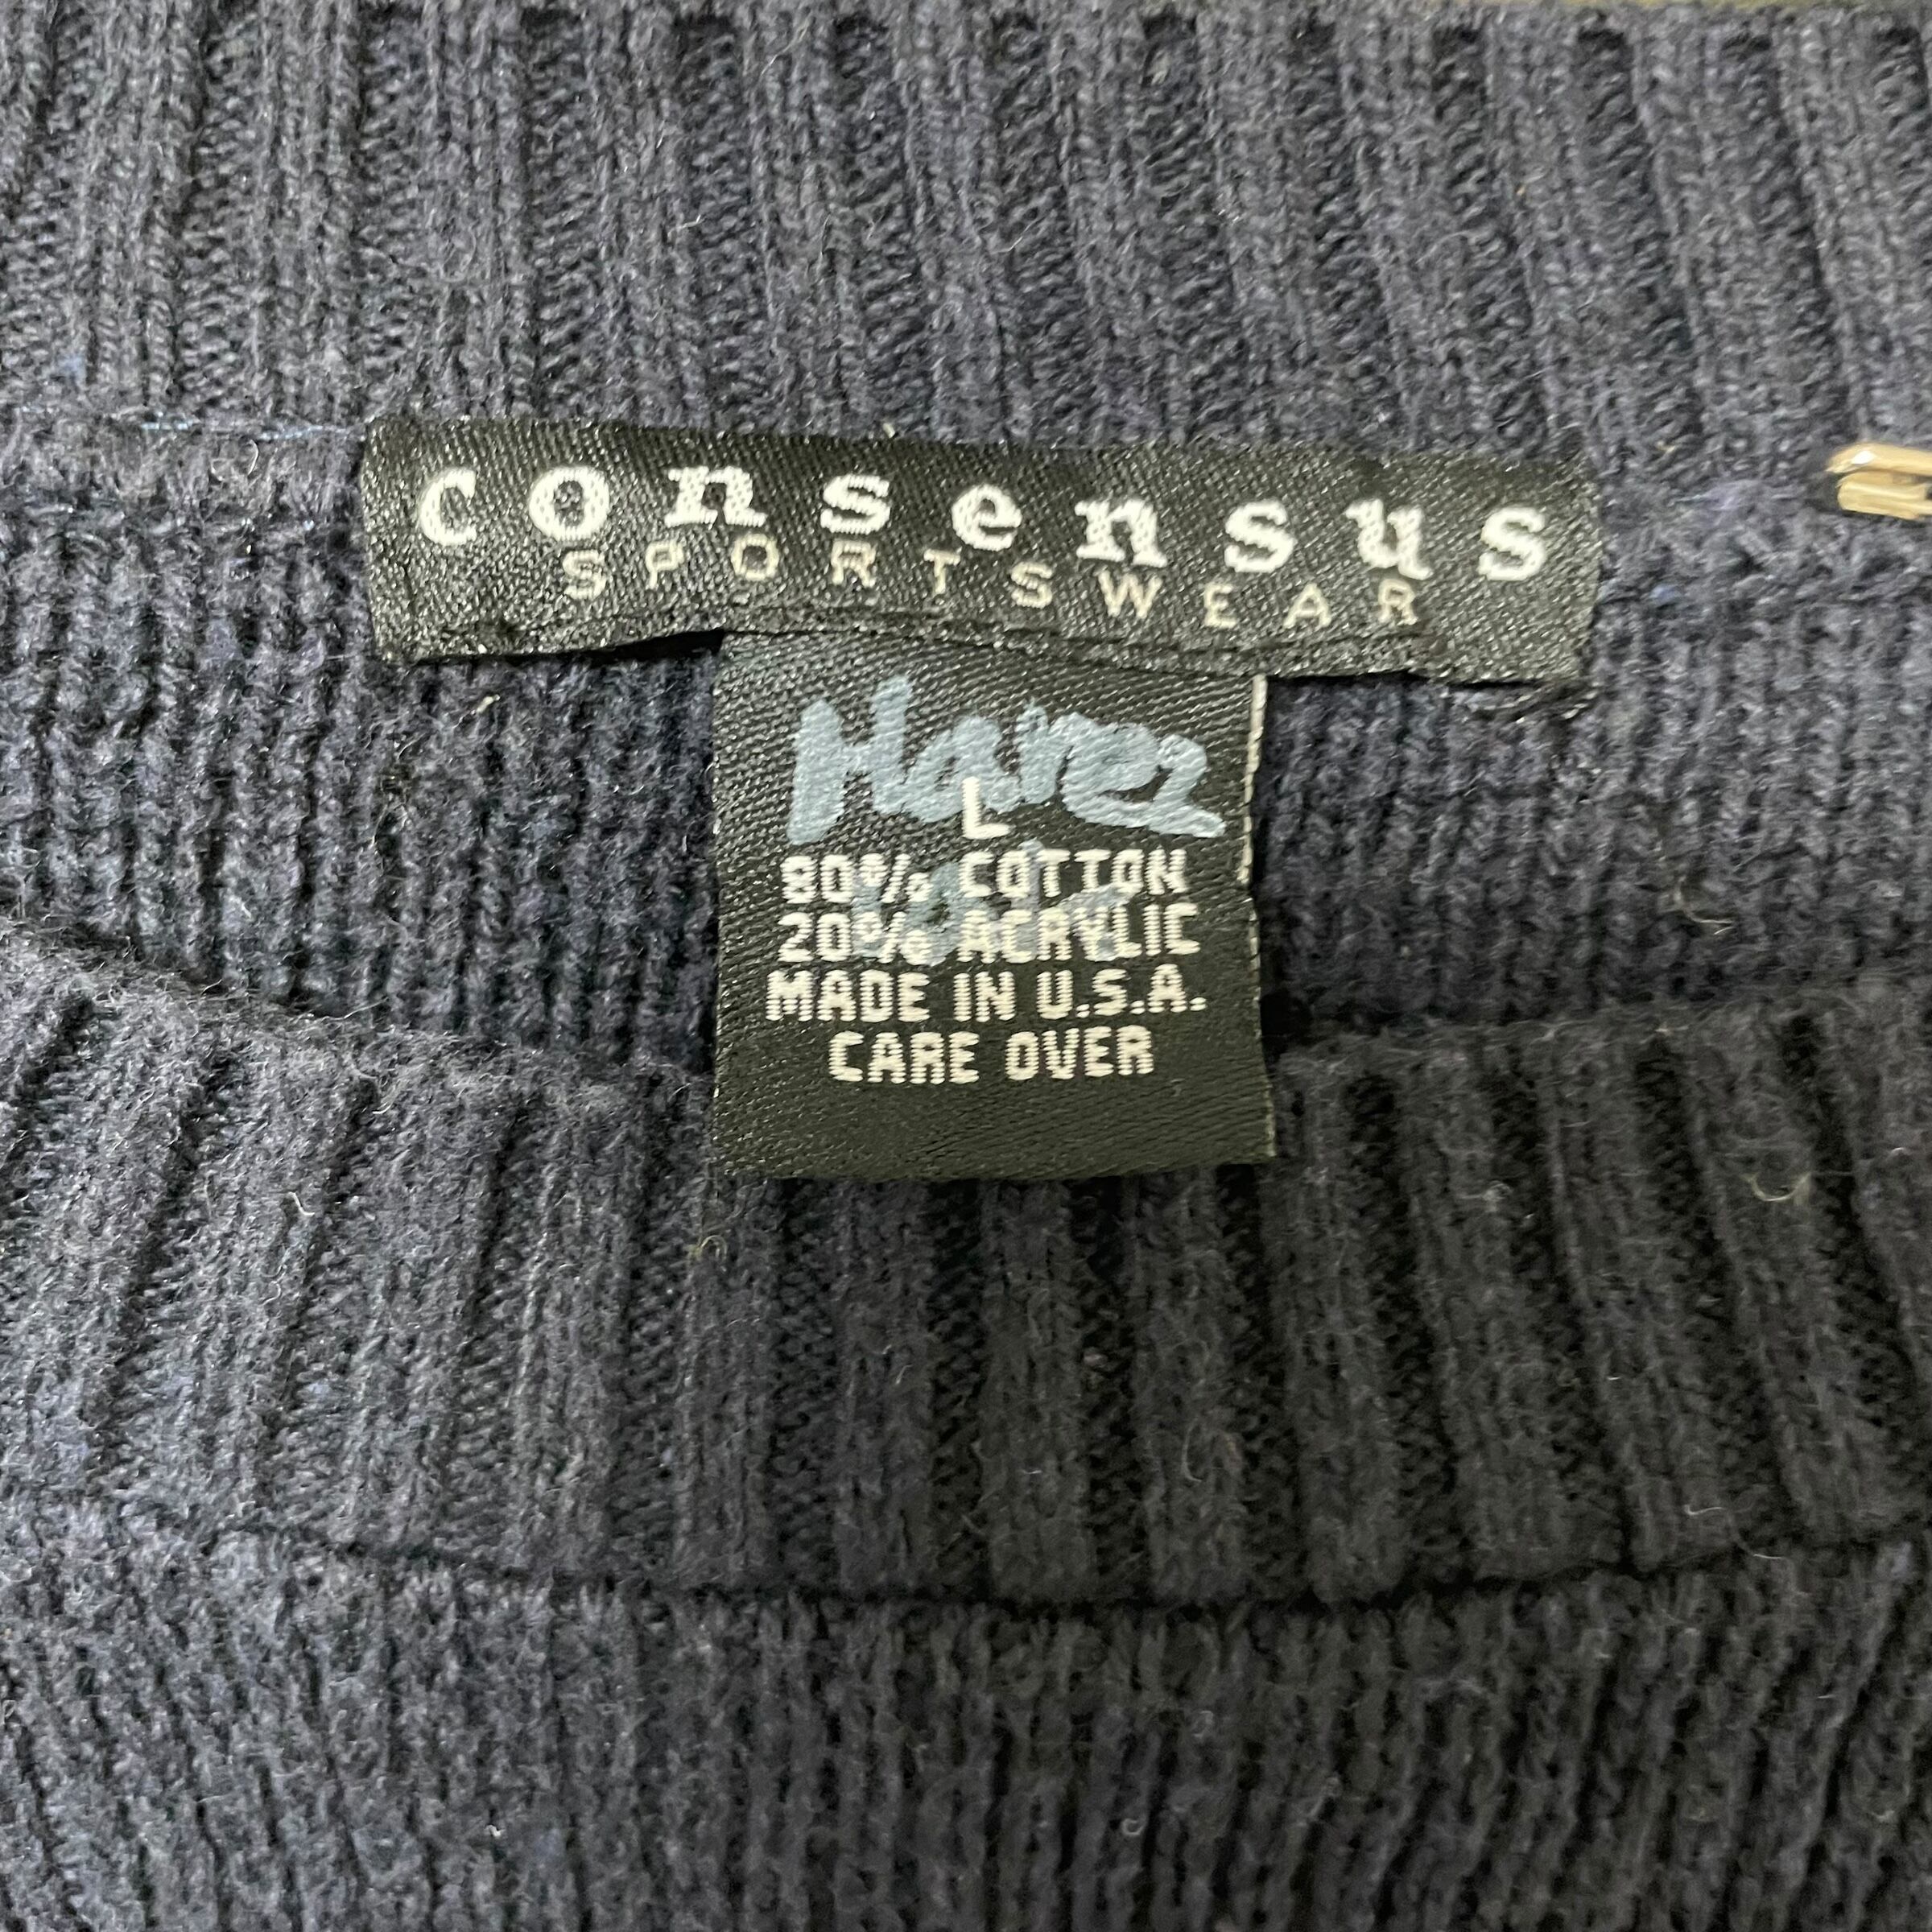 consensus
SPORTSWEAR
L
80% COTTON
20% ACRYLIC
MADE IN U.S.A.
CARE OVER